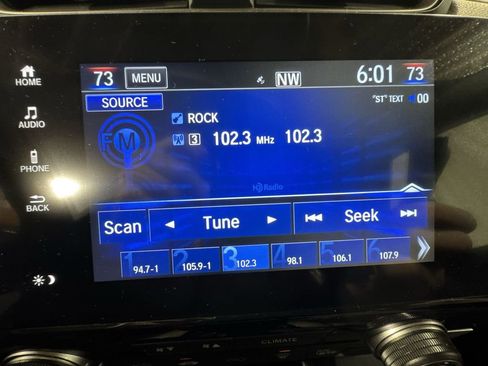 73 MENU NW 6:01 73
HOME
SOURCE "ST" TEXT 00
AUDIO
FM
ROCK
3 102.3 MHz 102.3
PHONE
HD Radio
BACK
Scan Tune Seek
1 94.7-1 2 105.9-1 3 102.3 4 98.1 5 106.1 6 107.9
CLIMATE